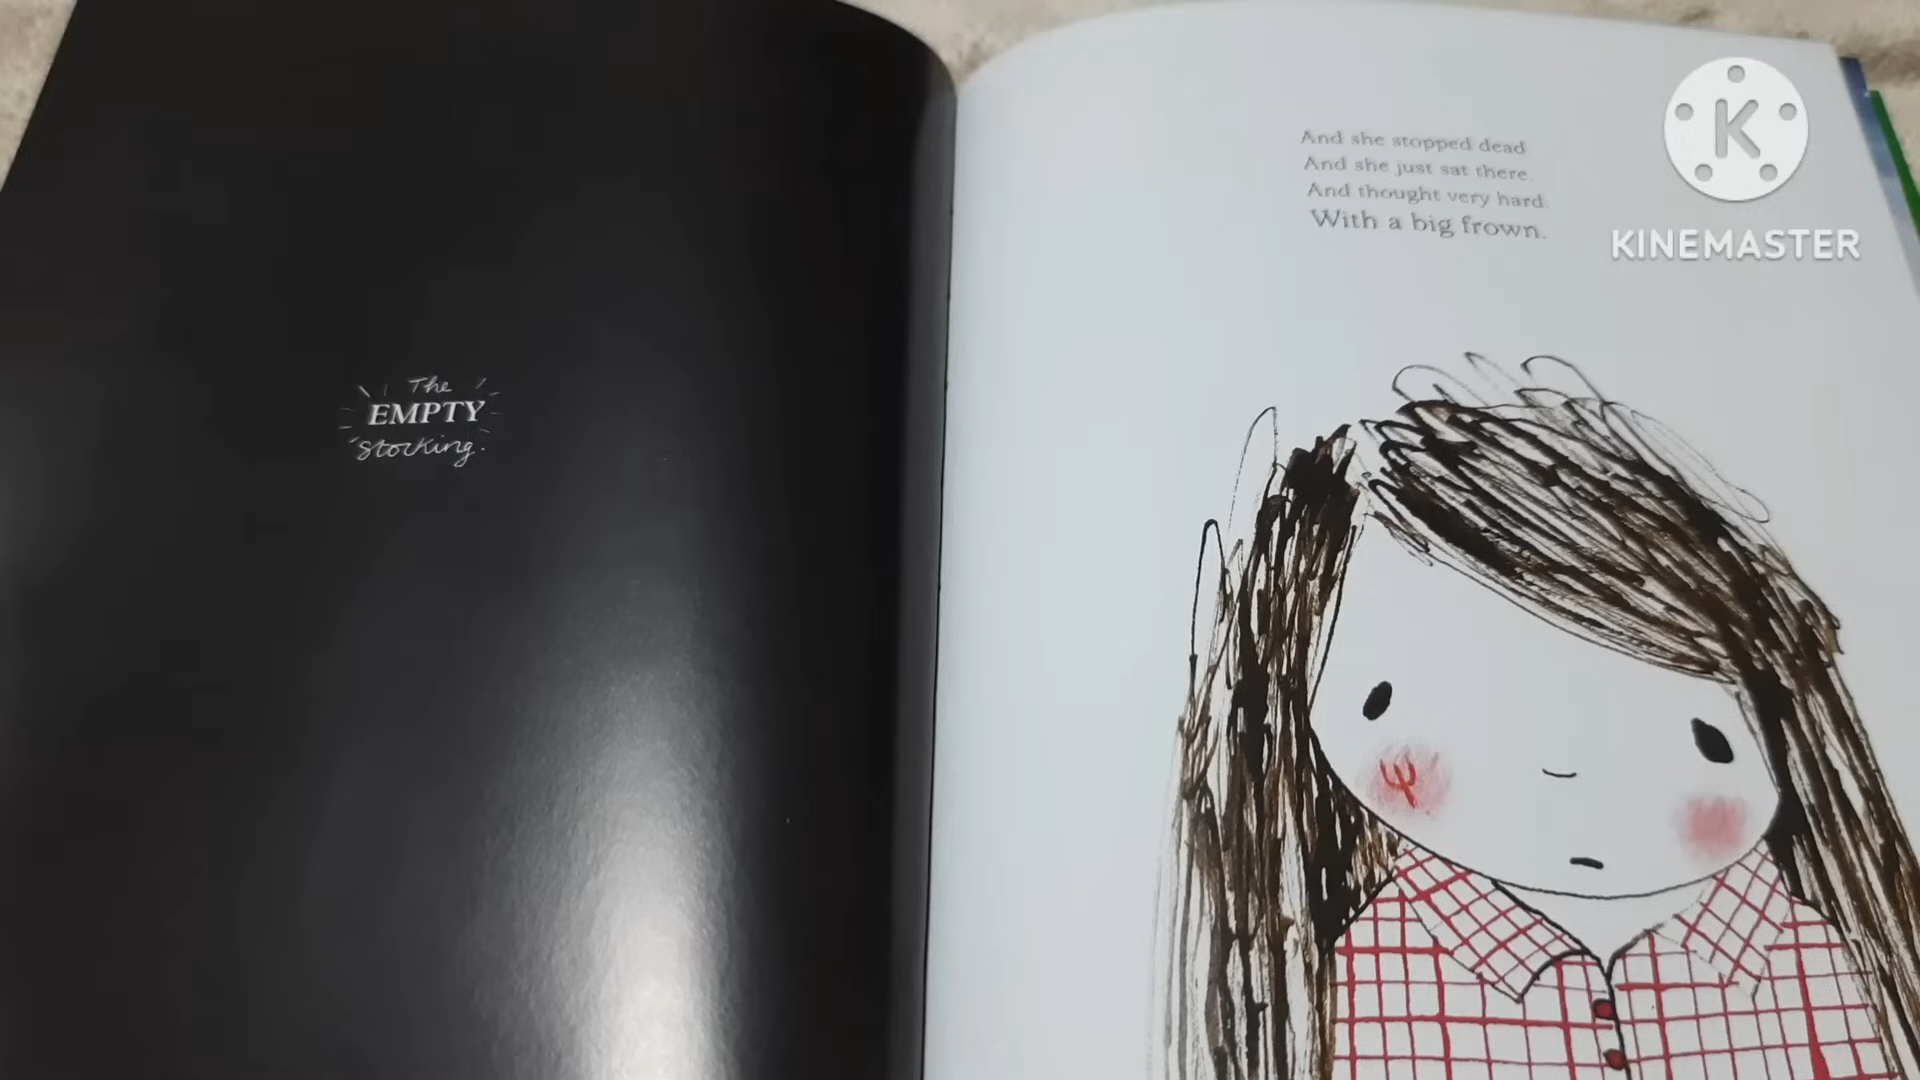 The
EMPTY
stocking.
And she stopped dead
And she just sat there.
And thought very hard.
With a big frown.
K
KINEMASTER